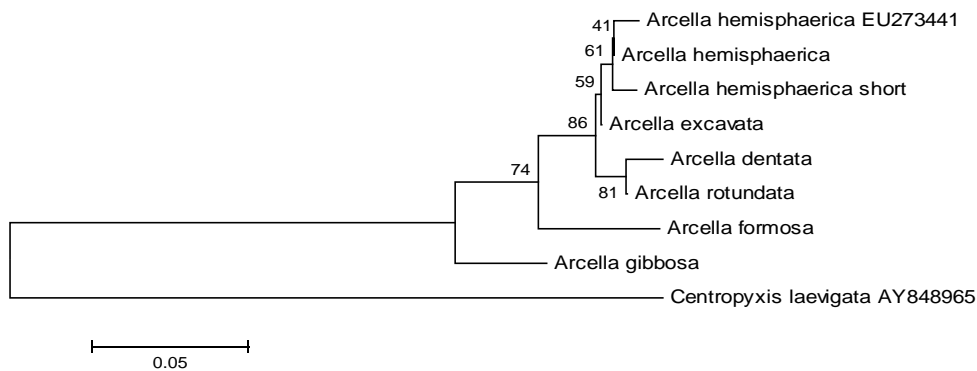 Arcella hemisphaerica EU273441
41
Arcella hemisphaerica
61
Arcella hemisphaerica short
59
Arcella excavata
86
Arcella dentata
74
Arcella rotundata
81
Arcella formosa
Arcella gibbosa
Centropyxis laevigata AY848965
0.05